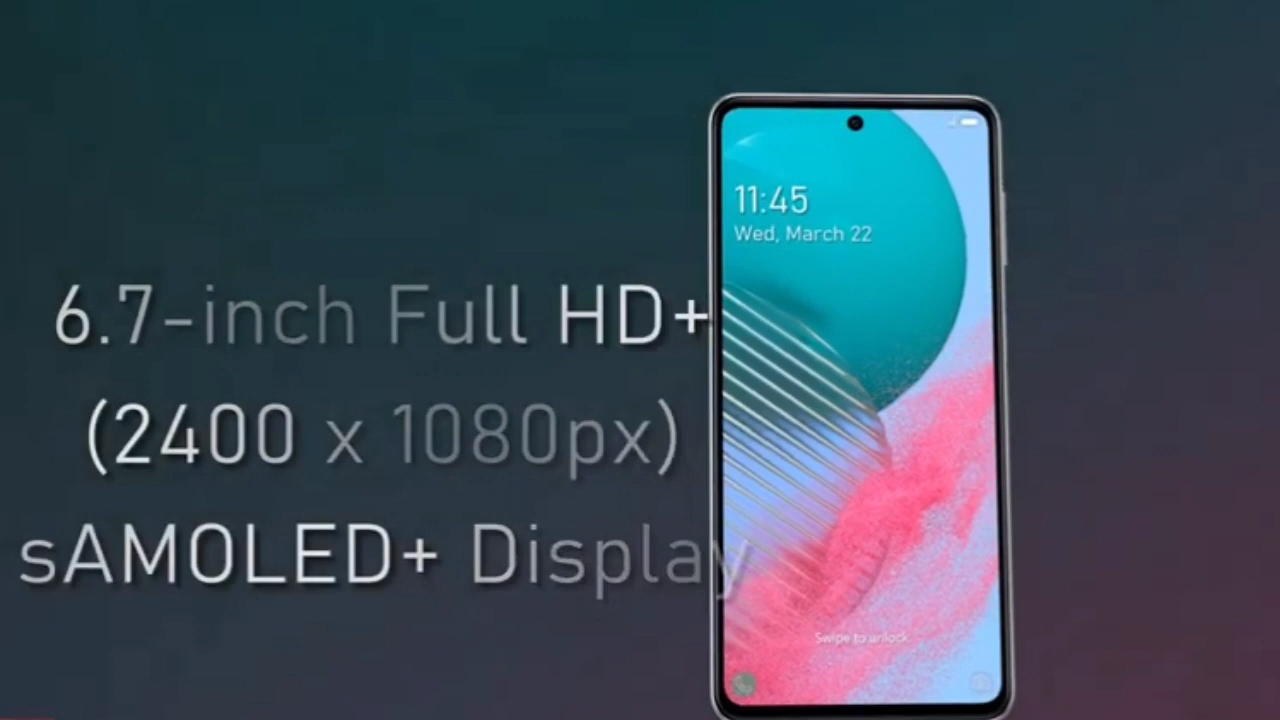 11:45
Wed, March 22
6.7-inch Full HD+
(2400 x 1080px)
sAMOLED+ Display
Swipe to unlock